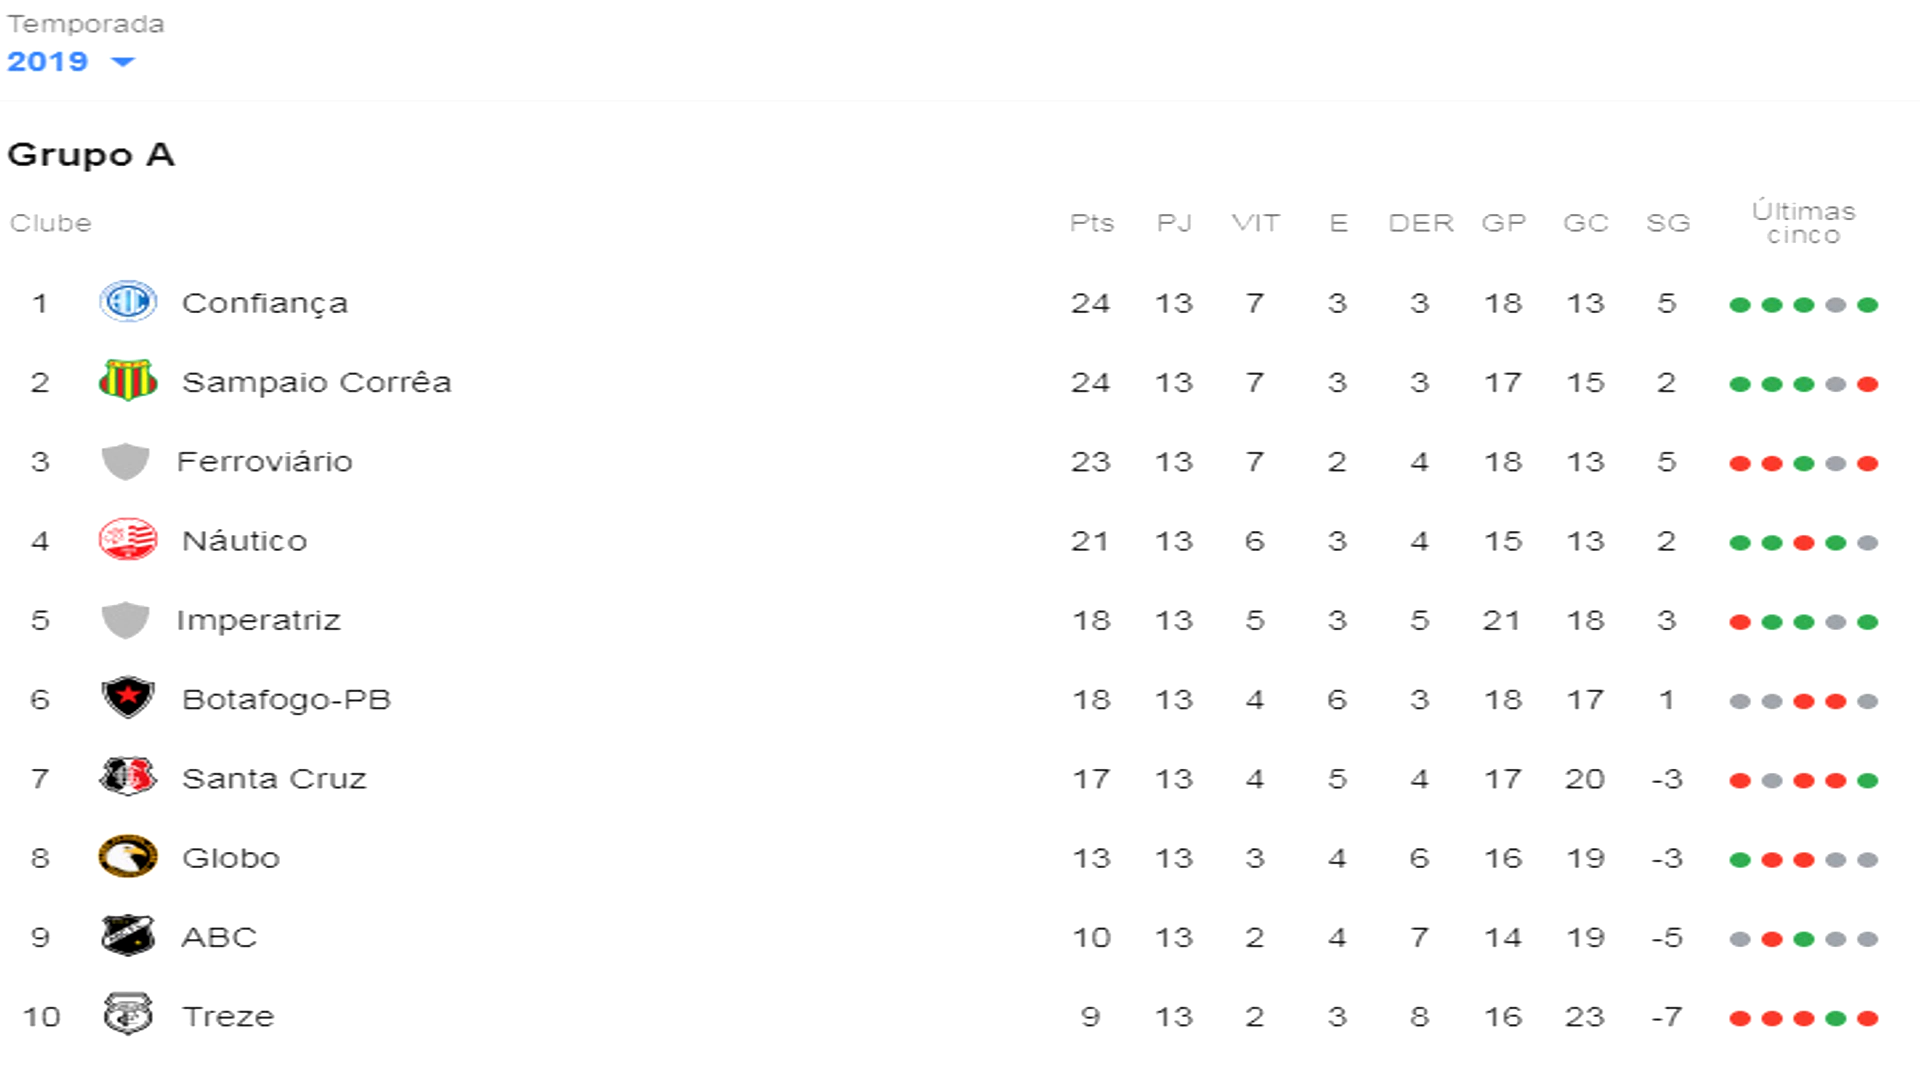 Temporada
2019
Grupo A
Clube Pts PJ VIT E DER GP GC SG Últimas cinco
1 Confiança 24 13 7 3 3 18 13 5
2 Sampaio Corrêa 24 13 7 3 3 17 15 2
3 Ferroviário 23 13 7 2 4 18 13 5
4 Náutico 21 13 6 3 4 15 13 2
5 Imperatriz 18 13 5 3 5 21 18 3
6 Botafogo-PB 18 13 4 6 3 18 17 1
7 Santa Cruz 17 13 4 5 4 17 20 -3
8 Globo 13 13 3 4 6 16 19 -3
9 ABC 10 13 2 4 7 14 19 -5
10 Treze 9 13 2 3 8 16 23 -7